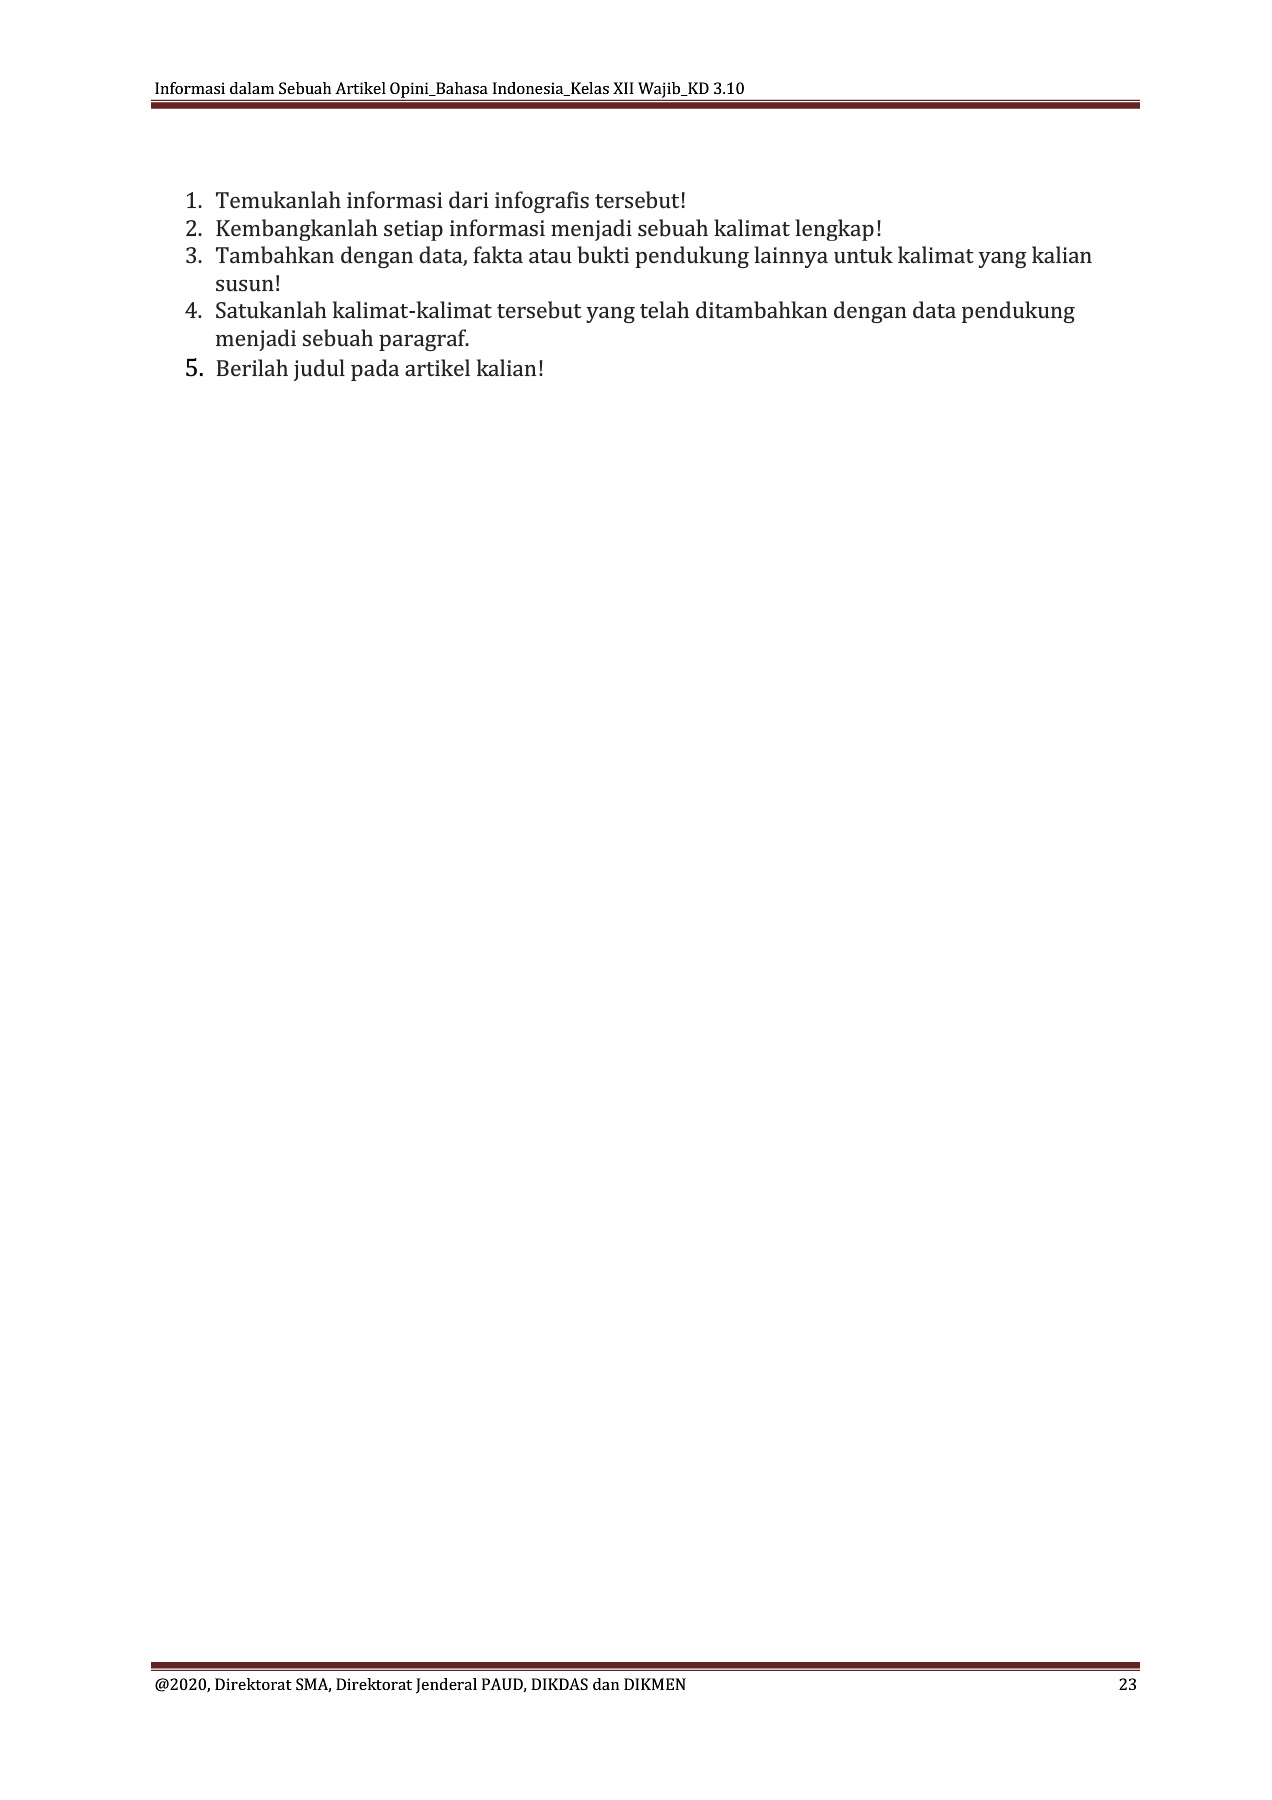 Informasi dalam Sebuah Artikel Opini_Bahasa Indonesia_Kelas XII Wajib_KD 3.10
1. Temukanlah informasi dari infografis tersebut!
2. Kembangkanlah setiap informasi menjadi sebuah kalimat lengkap!
3. Tambahkan dengan data, fakta atau bukti pendukung lainnya untuk kalimat yang kalian
susun!
4. Satukanlah kalimat-kalimat tersebut yang telah ditambahkan dengan data pendukung
menjadi sebuah paragraf.
5. Berilah judul pada artikel kalian!
@2020, Direktorat SMA, Direktorat Jenderal PAUD, DIKDAS dan DIKMEN 23